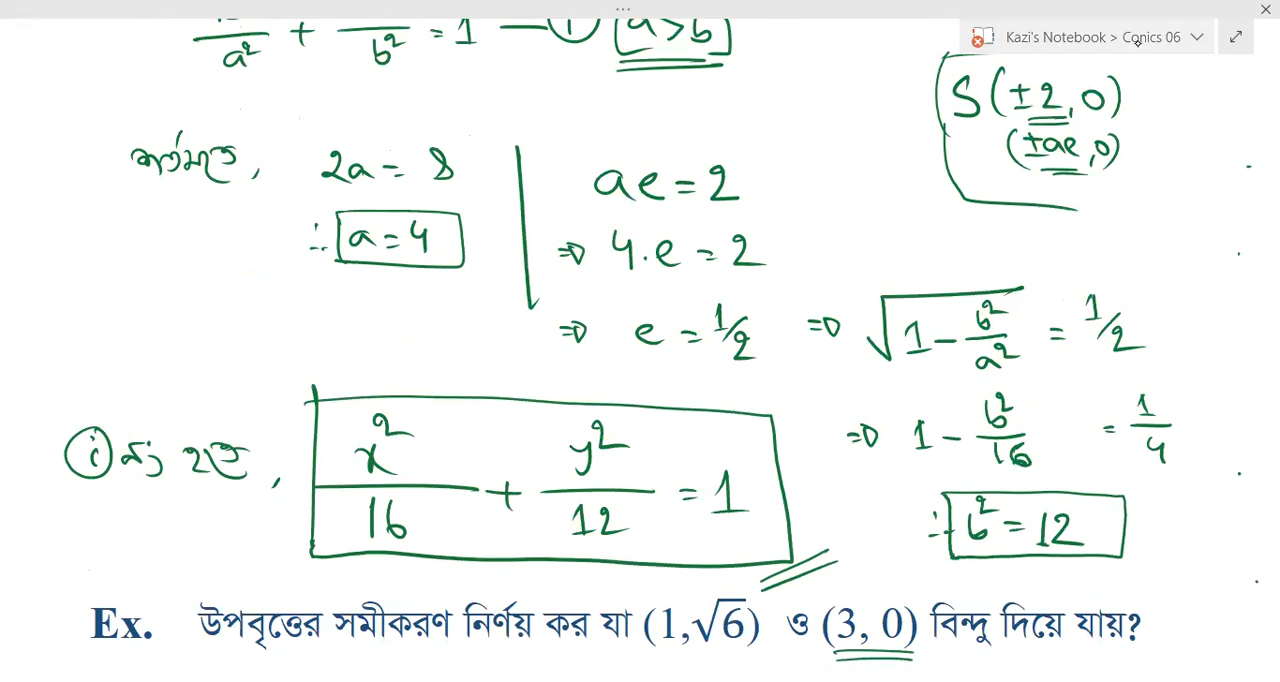 Kazi's Notebook > Conics 06
/a² + /b² = 1 — ① [a>b]
S(±2, 0)
(±ae, 0)
শর্তমতে, 2a = 8
∴ a = 4
ae = 2
⇒ 4.e = 2
⇒ e = 1/2 ⇒ √(1 - b²/a²) = 1/2
⇒ 1 - b²/16 = 1/4
∴ b² = 12
ⓘ নং হতে, x²/16 + y²/12 = 1
Ex. উপবৃত্তের সমীকরণ নির্ণয় কর যা (1,√6) ও (3, 0) বিন্দু দিয়ে যায়?